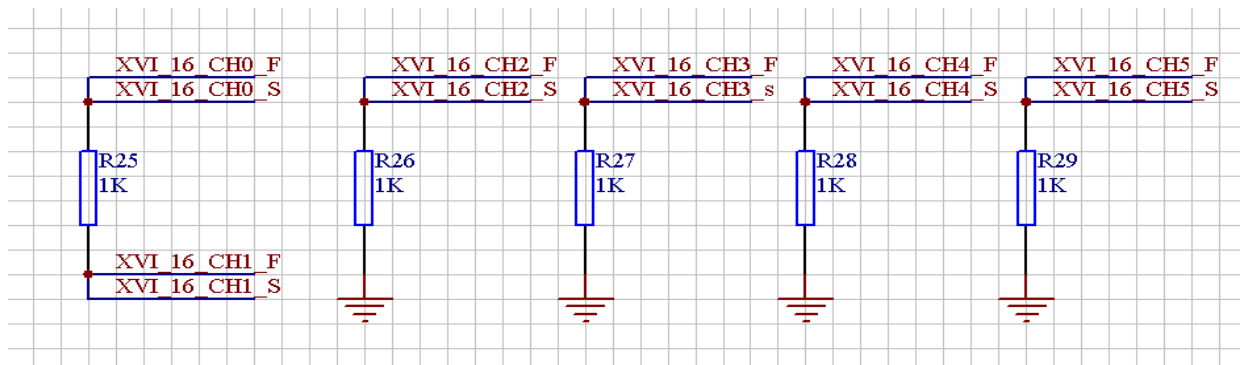 XVI_16_CH0_F
XVI_16_CH0_S
R25
1K
XVI_16_CH1_F
XVI_16_CH1_S
XVI_16_CH2_F
XVI_16_CH2_S
R26
1K
XVI_16_CH3_F
XVI_16_CH3_s
R27
1K
XVI_16_CH4_F
XVI_16_CH4_S
R28
1K
XVI_16_CH5_F
XVI_16_CH5_S
R29
1K